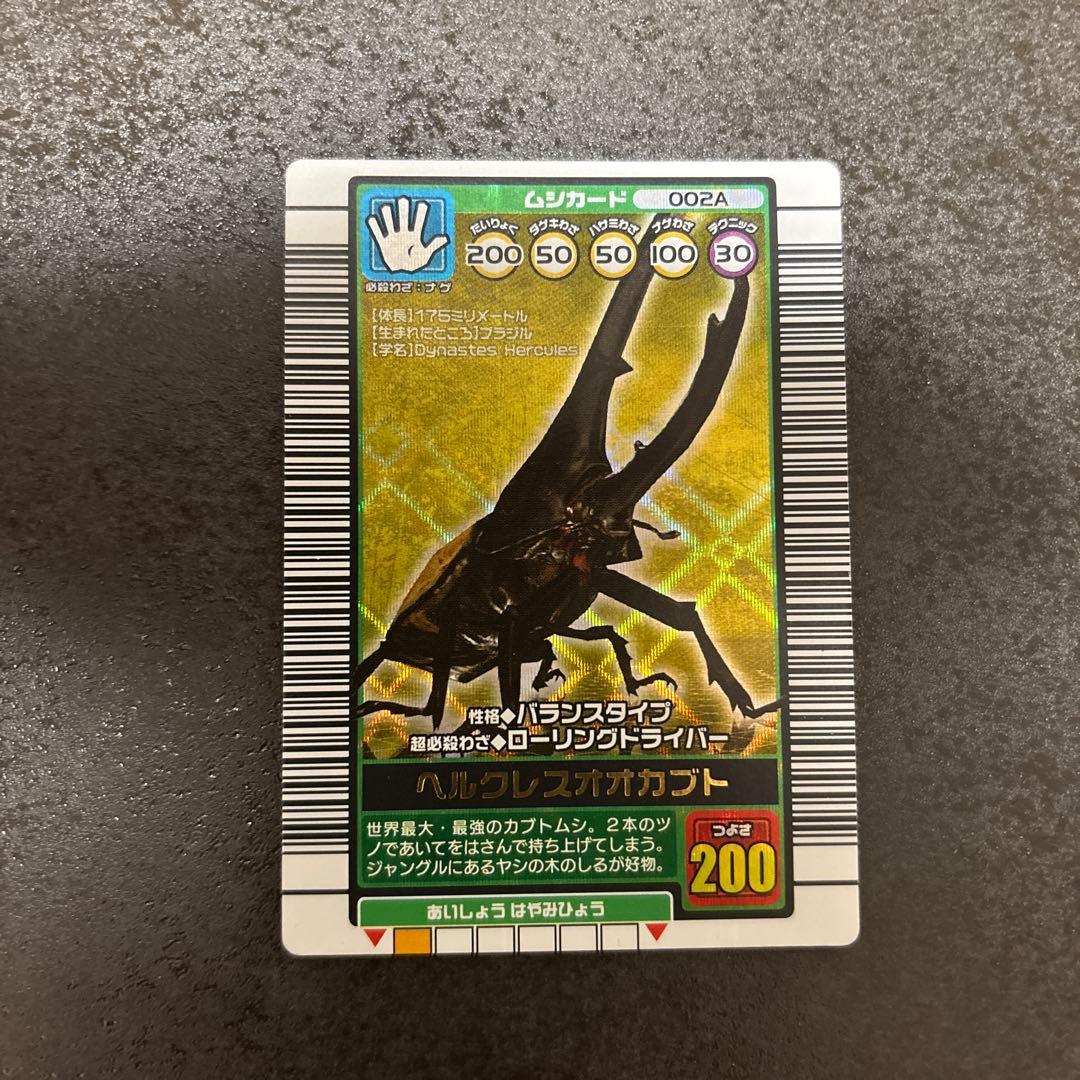 ムシカード 002A
たいりょく ダゲキわざ ハサミわざ ナゲわざ テクニック
200 50 50 100 30
必殺わざ:ナゲ
【体長】175ミリメートル
【生まれたところ】ブラジル
【学名】Dynastes Hercules
性格◆バランスタイプ
超必殺わざ◆ローリングドライバー
ヘルクレスオオカブト
世界最大・最強のカブトムシ。2本のツ
ノであいてをはさんで持ち上げてしまう。
ジャングルにあるヤシの木のしるが好物。
つよさ
200
あいしょう はやみひょう